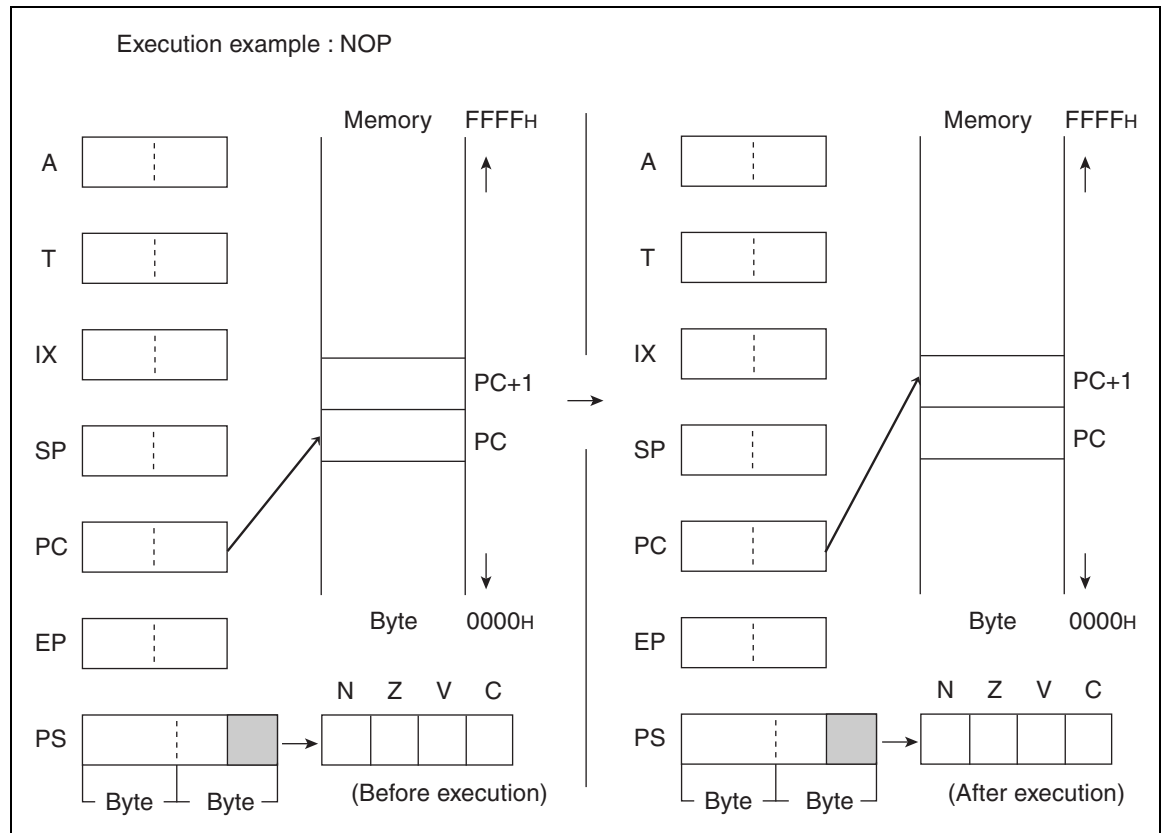 Execution example : NOP
Memory FFFFH
A
T
IX
PC+1
SP
PC
PC
Byte 0000H
EP
N Z V C
PS
Byte Byte
(Before execution)
Memory FFFFH
A
T
IX
PC+1
SP
PC
PC
Byte 0000H
EP
N Z V C
PS
Byte Byte
(After execution)